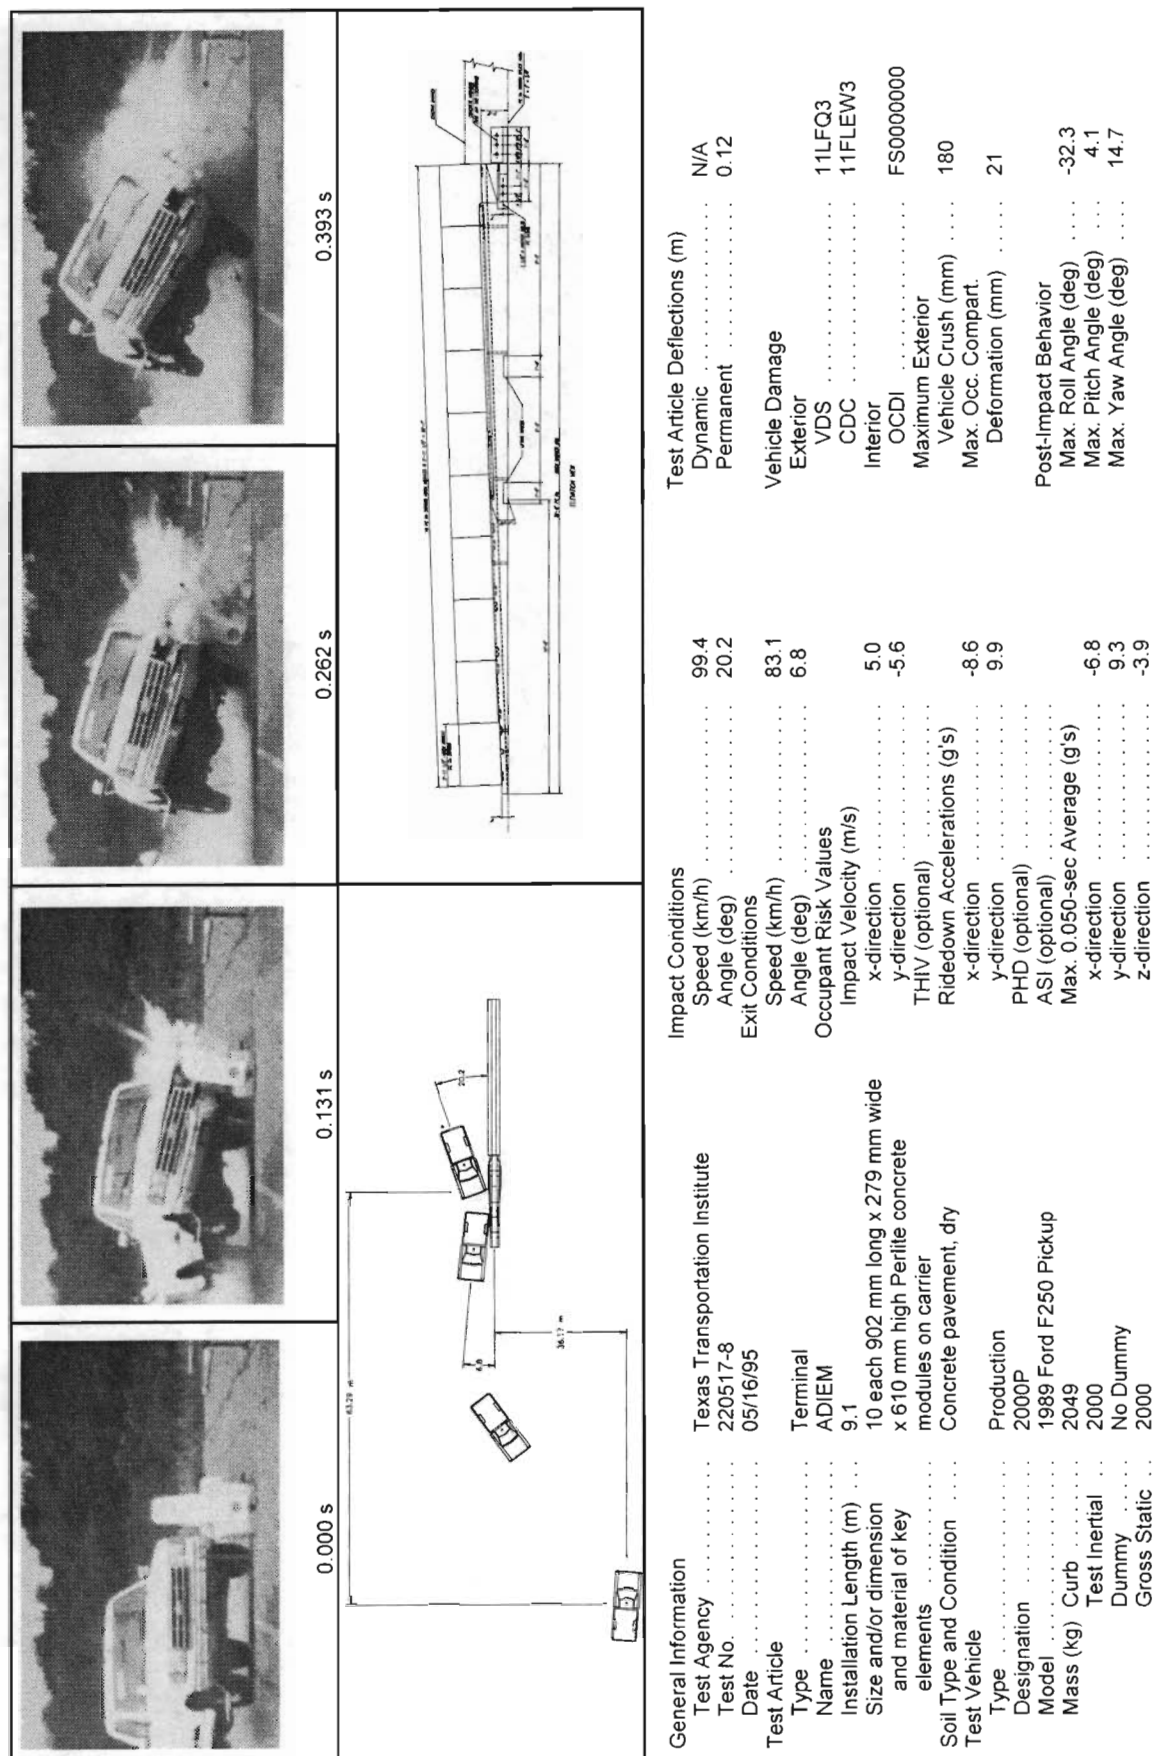 0.000 s
0.131 s
0.262 s
0.393 s
63.29 m
20.2
6.8
36.17 m
ELEVATION VIEW
General Information
Test Agency . . . . . . . . . . . . Texas Transportation Institute
Test No. . . . . . . . . . . . . . . 220517-8
Date . . . . . . . . . . . . . . . . . 05/16/95
Test Article
Type . . . . . . . . . . . . . . . . Terminal
Name . . . . . . . . . . . . . . . ADIEM
Installation Length (m) . . . . 9.1
Size and/or dimension 10 each 902 mm long x 279 mm wide
and material of key x 610 mm high Perlite concrete
elements . . . . . . . . . . . modules on carrier
Soil Type and Condition . . . . Concrete pavement, dry
Test Vehicle
Type . . . . . . . . . . . . . . . . Production
Designation . . . . . . . . . . . 2000P
Model . . . . . . . . . . . . . . . 1989 Ford F250 Pickup
Mass (kg) Curb . . . . . . . . 2049
Test Inertial . . 2000
Dummy . . . . . No Dummy
Gross Static . . 2000
Impact Conditions
Speed (km/h) . . . . . . . . . . . . . . . 99.4
Angle (deg) . . . . . . . . . . . . . . . . 20.2
Exit Conditions
Speed (km/h) . . . . . . . . . . . . . . . 83.1
Angle (deg) . . . . . . . . . . . . . . . . 6.8
Occupant Risk Values
Impact Velocity (m/s)
x-direction . . . . . . . . . . . . . . . 5.0
y-direction . . . . . . . . . . . . . . . -5.6
THIV (optional) . . . . . . . . . . . . .
Ridedown Accelerations (g's)
x-direction . . . . . . . . . . . . . . . -8.6
y-direction . . . . . . . . . . . . . . . 9.9
PHD (optional) . . . . . . . . . . . . .
ASI (optional) . . . . . . . . . . . . . .
Max. 0.050-sec Average (g's)
x-direction . . . . . . . . . . . . . . . -6.8
y-direction . . . . . . . . . . . . . . . 9.3
z-direction . . . . . . . . . . . . . . . -3.9
Test Article Deflections (m)
Dynamic . . . . . . . . . . . . . . . N/A
Permanent . . . . . . . . . . . . . 0.12
Vehicle Damage
Exterior
VDS . . . . . . . . . . . . . . . . 11LFQ3
CDC . . . . . . . . . . . . . . . 11FLEW3
Interior
OCDI . . . . . . . . . . . . . . FS0000000
Maximum Exterior
Vehicle Crush (mm) . . . . 180
Max. Occ. Compart.
Deformation (mm) . . . . . 21
Post-Impact Behavior
Max. Roll Angle (deg) . . . . -32.3
Max. Pitch Angle (deg) . . . 4.1
Max. Yaw Angle (deg) . . . . 14.7